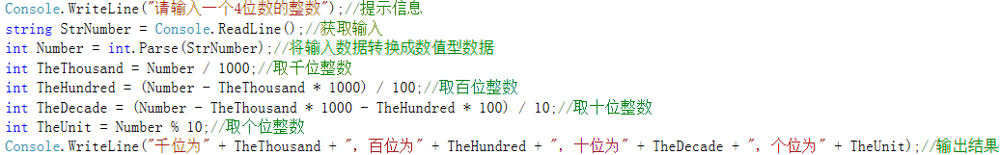 Console.WriteLine("请输入一个4位数的整数");//提示信息
string StrNumber = Console.ReadLine();//获取输入
int Number = int.Parse(StrNumber);//将输入数据转换成数值型数据
int TheThousand = Number / 1000;//取千位整数
int TheHundred = (Number - TheThousand * 1000) / 100;//取百位整数
int TheDecade = (Number - TheThousand * 1000 - TheHundred * 100) / 10;//取十位整数
int TheUnit = Number % 10;//取个位整数
Console.WriteLine("千位为" + TheThousand + "，百位为" + TheHundred + "，十位为" + TheDecade + "，个位为" + TheUnit);//输出结果